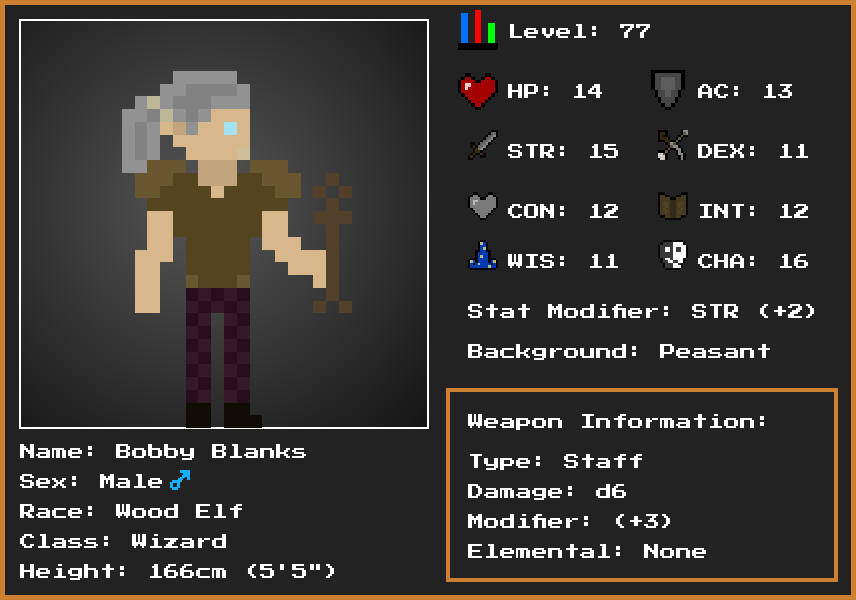 Level: 77
HP: 14 AC: 13
STR: 15 DEX: 11
CON: 12 INT: 12
WIS: 11 CHA: 16
Stat Modifier: STR (+2)
Background: Peasant
Weapon Information:
Type: Staff
Damage: d6
Modifier: (+3)
Elemental: None
Name: Bobby Blanks
Sex: Male♂
Race: Wood Elf
Class: Wizard
Height: 166cm (5'5")